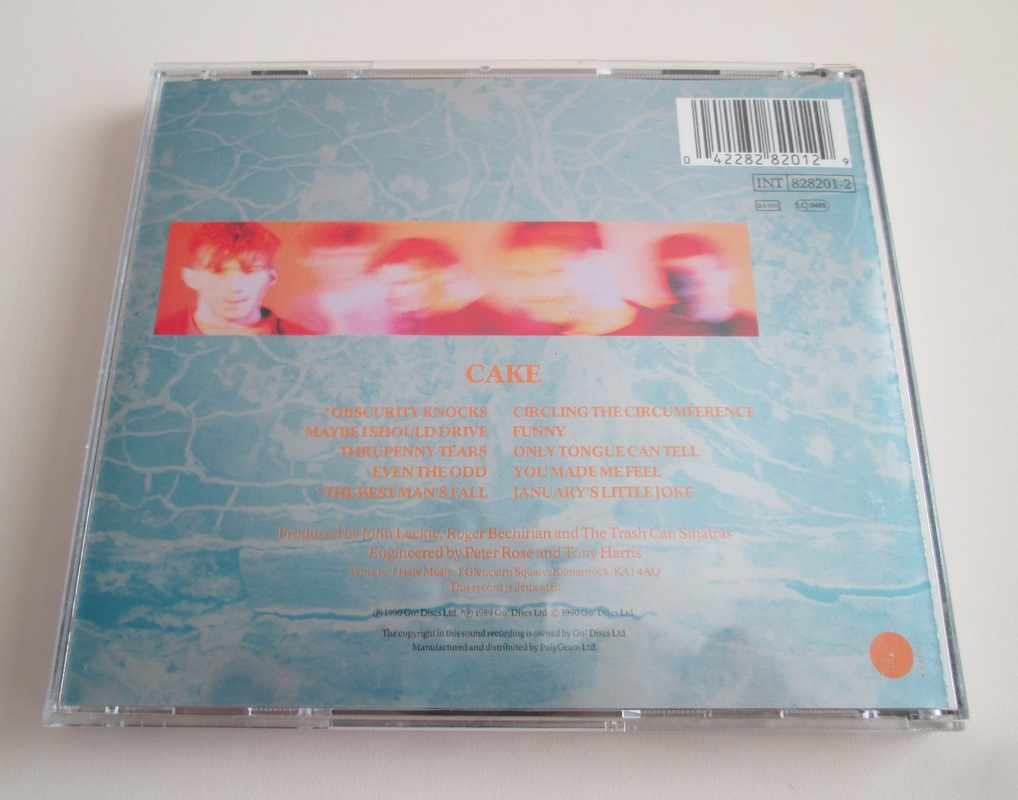 0 42282 82012 9
INT 828201-2
LC
CAKE
*OBSCURITY KNOCKS
MAYBE I SHOULD DRIVE
THRUPENNY TEARS
EVEN THE ODD
*THE BEST MAN'S FALL
CIRCLING THE CIRCUMFERENCE
FUNNY
ONLY TONGUE CAN TELL
YOU MADE ME FEEL
JANUARY'S LITTLE JOKE
Produced by John Leckie, Roger Bechirian and The Trash Can Sinatras
Engineered by Peter Rose and Tony Harris
Write to: I Hate Music, 1 Glencairn Square, Kilmarnock, KA1 4AQ
This record is dedicated
℗ 1990 Go! Discs Ltd. *℗ 1989 Go! Discs Ltd. © 1990 Go! Discs Ltd.
The copyright in this sound recording is owned by Go! Discs Ltd.
Manufactured and distributed by PolyGram Ltd.